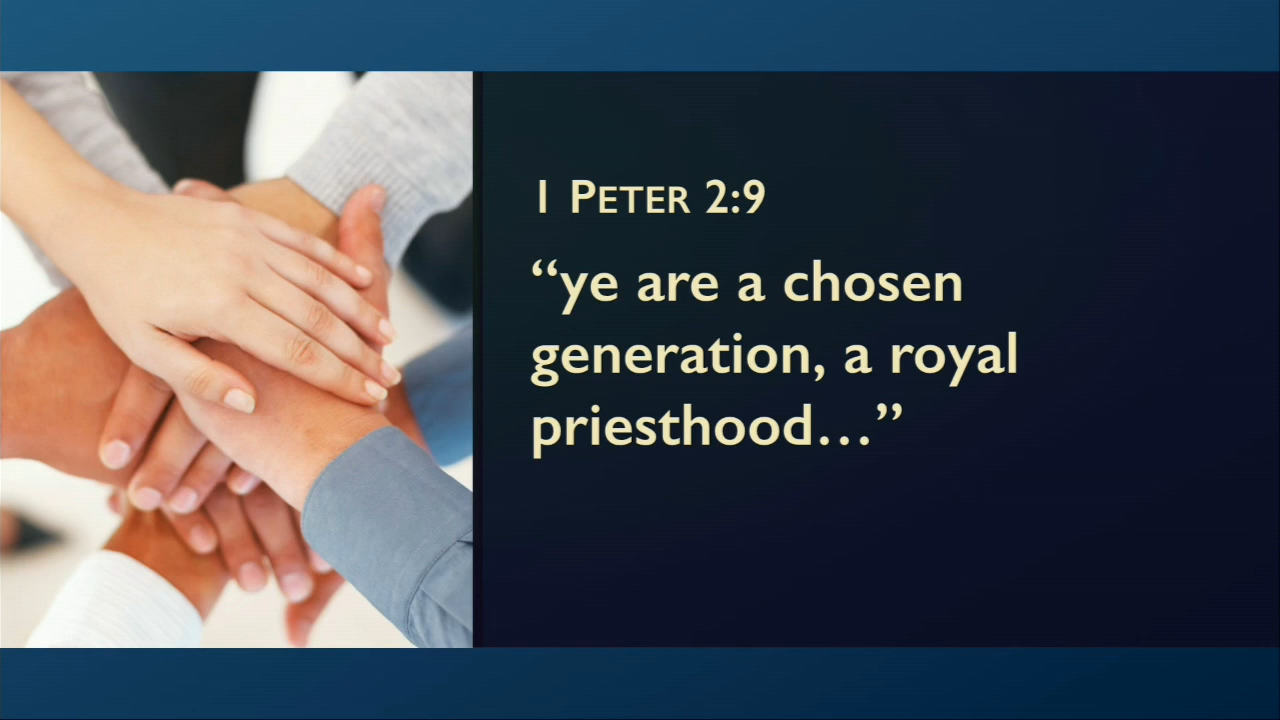 1 PETER 2:9
“ye are a chosen
generation, a royal
priesthood…”